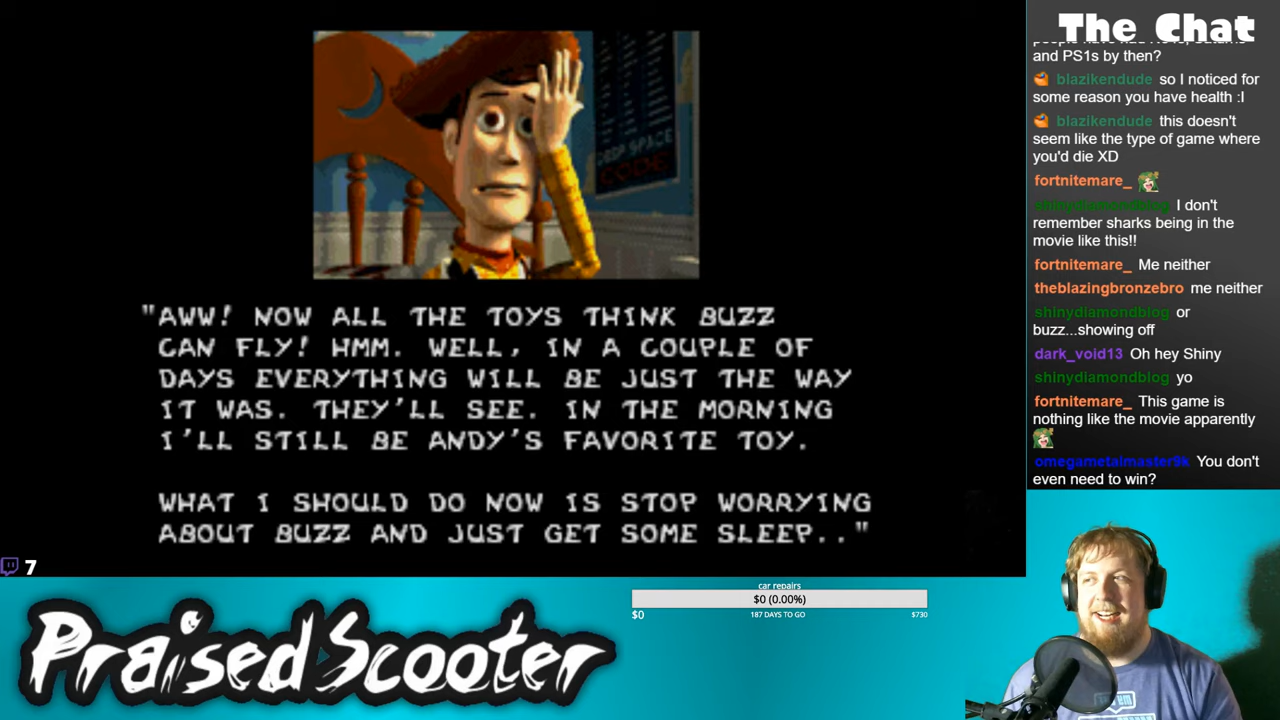 DROP SPACE
"AWW! NOW ALL THE TOYS THINK BUZZ
CAN FLY! HMM. WELL, IN A COUPLE OF
DAYS EVERYTHING WILL BE JUST THE WAY
IT WAS. THEY'LL SEE. IN THE MORNING
I'LL STILL BE ANDY'S FAVORITE TOY.
WHAT I SHOULD DO NOW IS STOP WORRYING
ABOUT BUZZ AND JUST GET SOME SLEEP.."
The Chat
and PS1s by then?
blazikendude so I noticed for
some reason you have health :I
blazikendude this doesn't
seem like the type of game where
you'd die XD
fortnitemare_
shinydiamondblog I don't
remember sharks being in the
movie like this!!
fortnitemare_ Me neither
theblazingbronzebro me neither
shinydiamondblog or
buzz...showing off
dark_void13 Oh hey Shiny
shinydiamondblog yo
fortnitemare_ This game is
nothing like the movie apparently
omegametalmaster9k You don't
even need to win?
7
PraisedScooter
car repairs
$0 (0.00%)
$0 187 DAYS TO GO $730